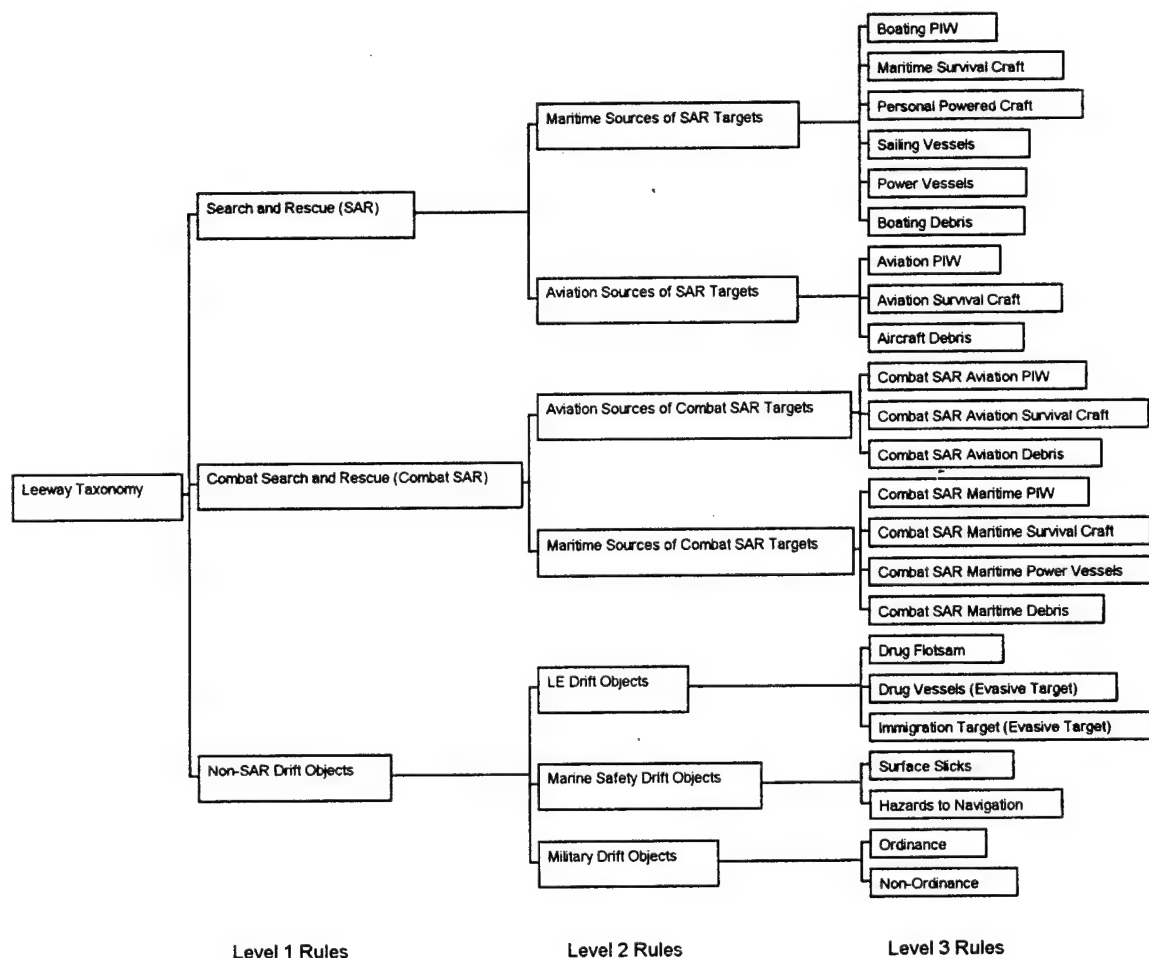 Boating PIW
Maritime Survival Craft
Maritime Sources of SAR Targets
Personal Powered Craft
Sailing Vessels
Power Vessels
Search and Rescue (SAR)
Boating Debris
Aviation PIW
Aviation Sources of SAR Targets
Aviation Survival Craft
Aircraft Debris
Combat SAR Aviation PIW
Aviation Sources of Combat SAR Targets
Combat SAR Aviation Survival Craft
Combat SAR Aviation Debris
Leeway Taxonomy
Combat Search and Rescue (Combat SAR)
Combat SAR Maritime PIW
Combat SAR Maritime Survival Craft
Maritime Sources of Combat SAR Targets
Combat SAR Maritime Power Vessels
Combat SAR Maritime Debris
Drug Flotsam
LE Drift Objects
Drug Vessels (Evasive Target)
Immigration Target (Evasive Target)
Non-SAR Drift Objects
Marine Safety Drift Objects
Surface Slicks
Hazards to Navigation
Ordinance
Military Drift Objects
Non-Ordinance
Level 1 Rules
Level 2 Rules
Level 3 Rules